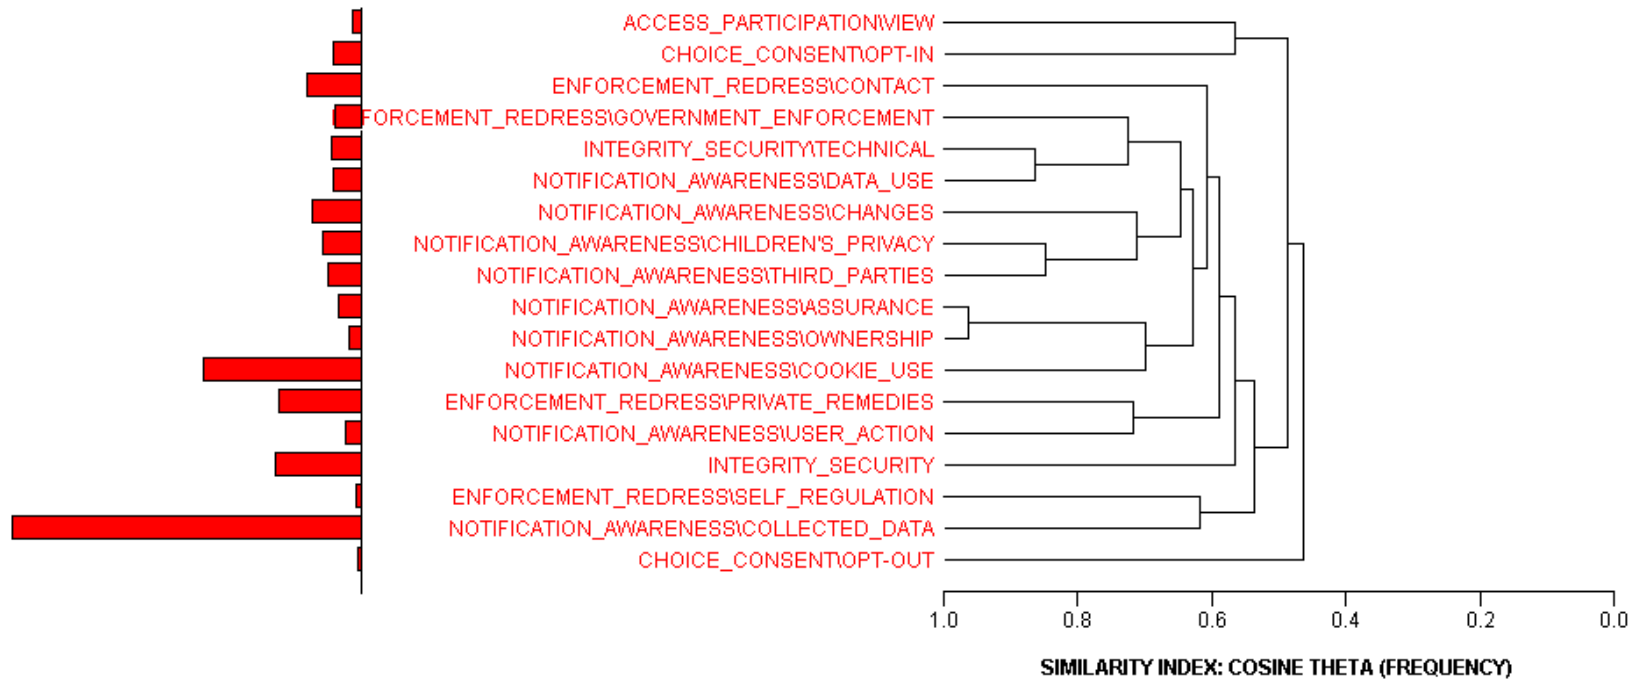 ACCESS_PARTICIPATION\VIEW
CHOICE_CONSENT\OPT-IN
ENFORCEMENT_REDRESS\CONTACT
FORCEMENT_REDRESS\GOVERNMENT_ENFORCEMENT
INTEGRITY_SECURITY\TECHNICAL
NOTIFICATION_AWARENESS\DATA_USE
NOTIFICATION_AWARENESS\CHANGES
NOTIFICATION_AWARENESS\CHILDREN'S_PRIVACY
NOTIFICATION_AWARENESS\THIRD_PARTIES
NOTIFICATION_AWARENESS\ASSURANCE
NOTIFICATION_AWARENESS\OWNERSHIP
NOTIFICATION_AWARENESS\COOKIE_USE
ENFORCEMENT_REDRESS\PRIVATE_REMEDIES
NOTIFICATION_AWARENESS\USER_ACTION
INTEGRITY_SECURITY
ENFORCEMENT_REDRESS\SELF_REGULATION
NOTIFICATION_AWARENESS\COLLECTED_DATA
CHOICE_CONSENT\OPT-OUT
1.0 0.8 0.6 0.4 0.2 0.0
SIMILARITY INDEX: COSINE THETA (FREQUENCY)